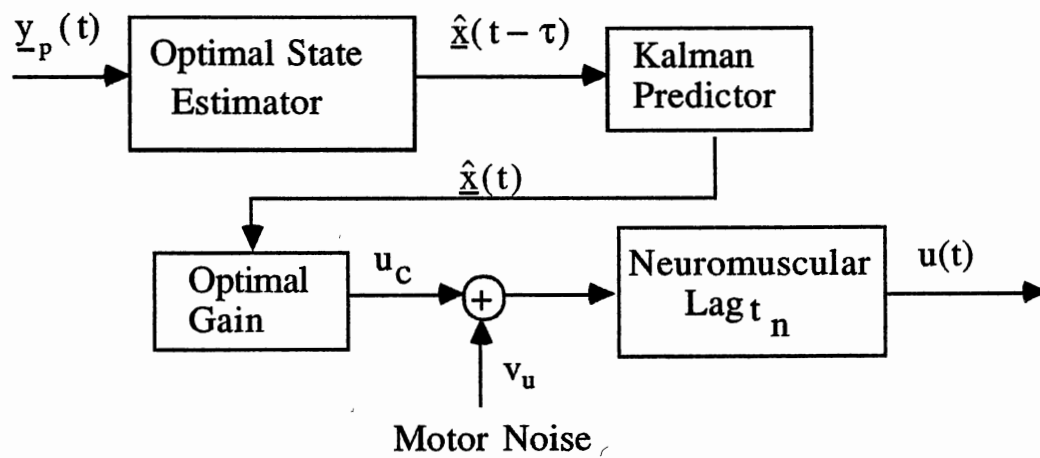 y_p(t)
Optimal State
Estimator
x̂(t − τ)
Kalman
Predictor
x̂(t)
Optimal
Gain
u_c
+
v_u
Motor Noise
Neuromuscular
Lag t_n
u(t)